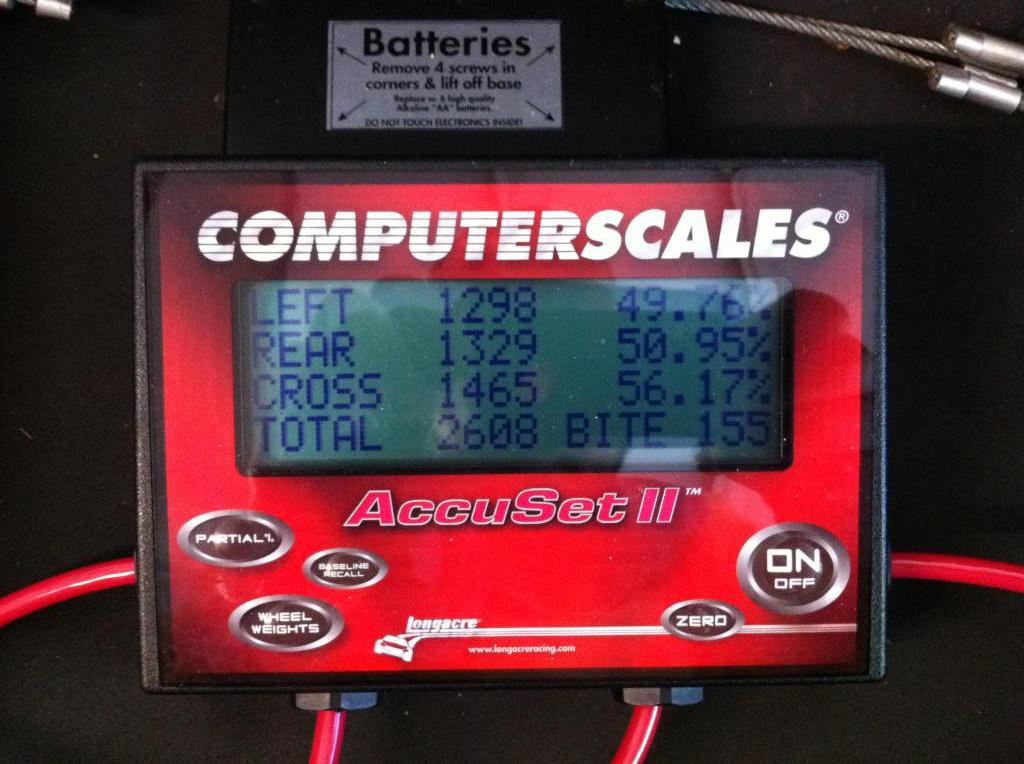 Batteries
Remove 4 screws in
corners & lift off base
Replace w. 6 high quality
Alkaline "AA" batteries.
DO NOT TOUCH ELECTRONICS INSIDE!
COMPUTERSCALES®
LEFT 1298 49.76%
REAR 1329 50.95%
CROSS 1465 56.17%
TOTAL 2608 BITE 155
AccuSet II™
PARTIAL%
BASELINE
RECALL
ON
OFF
WHEEL
WEIGHTS
Longacre
ZERO
www.longacreracing.com